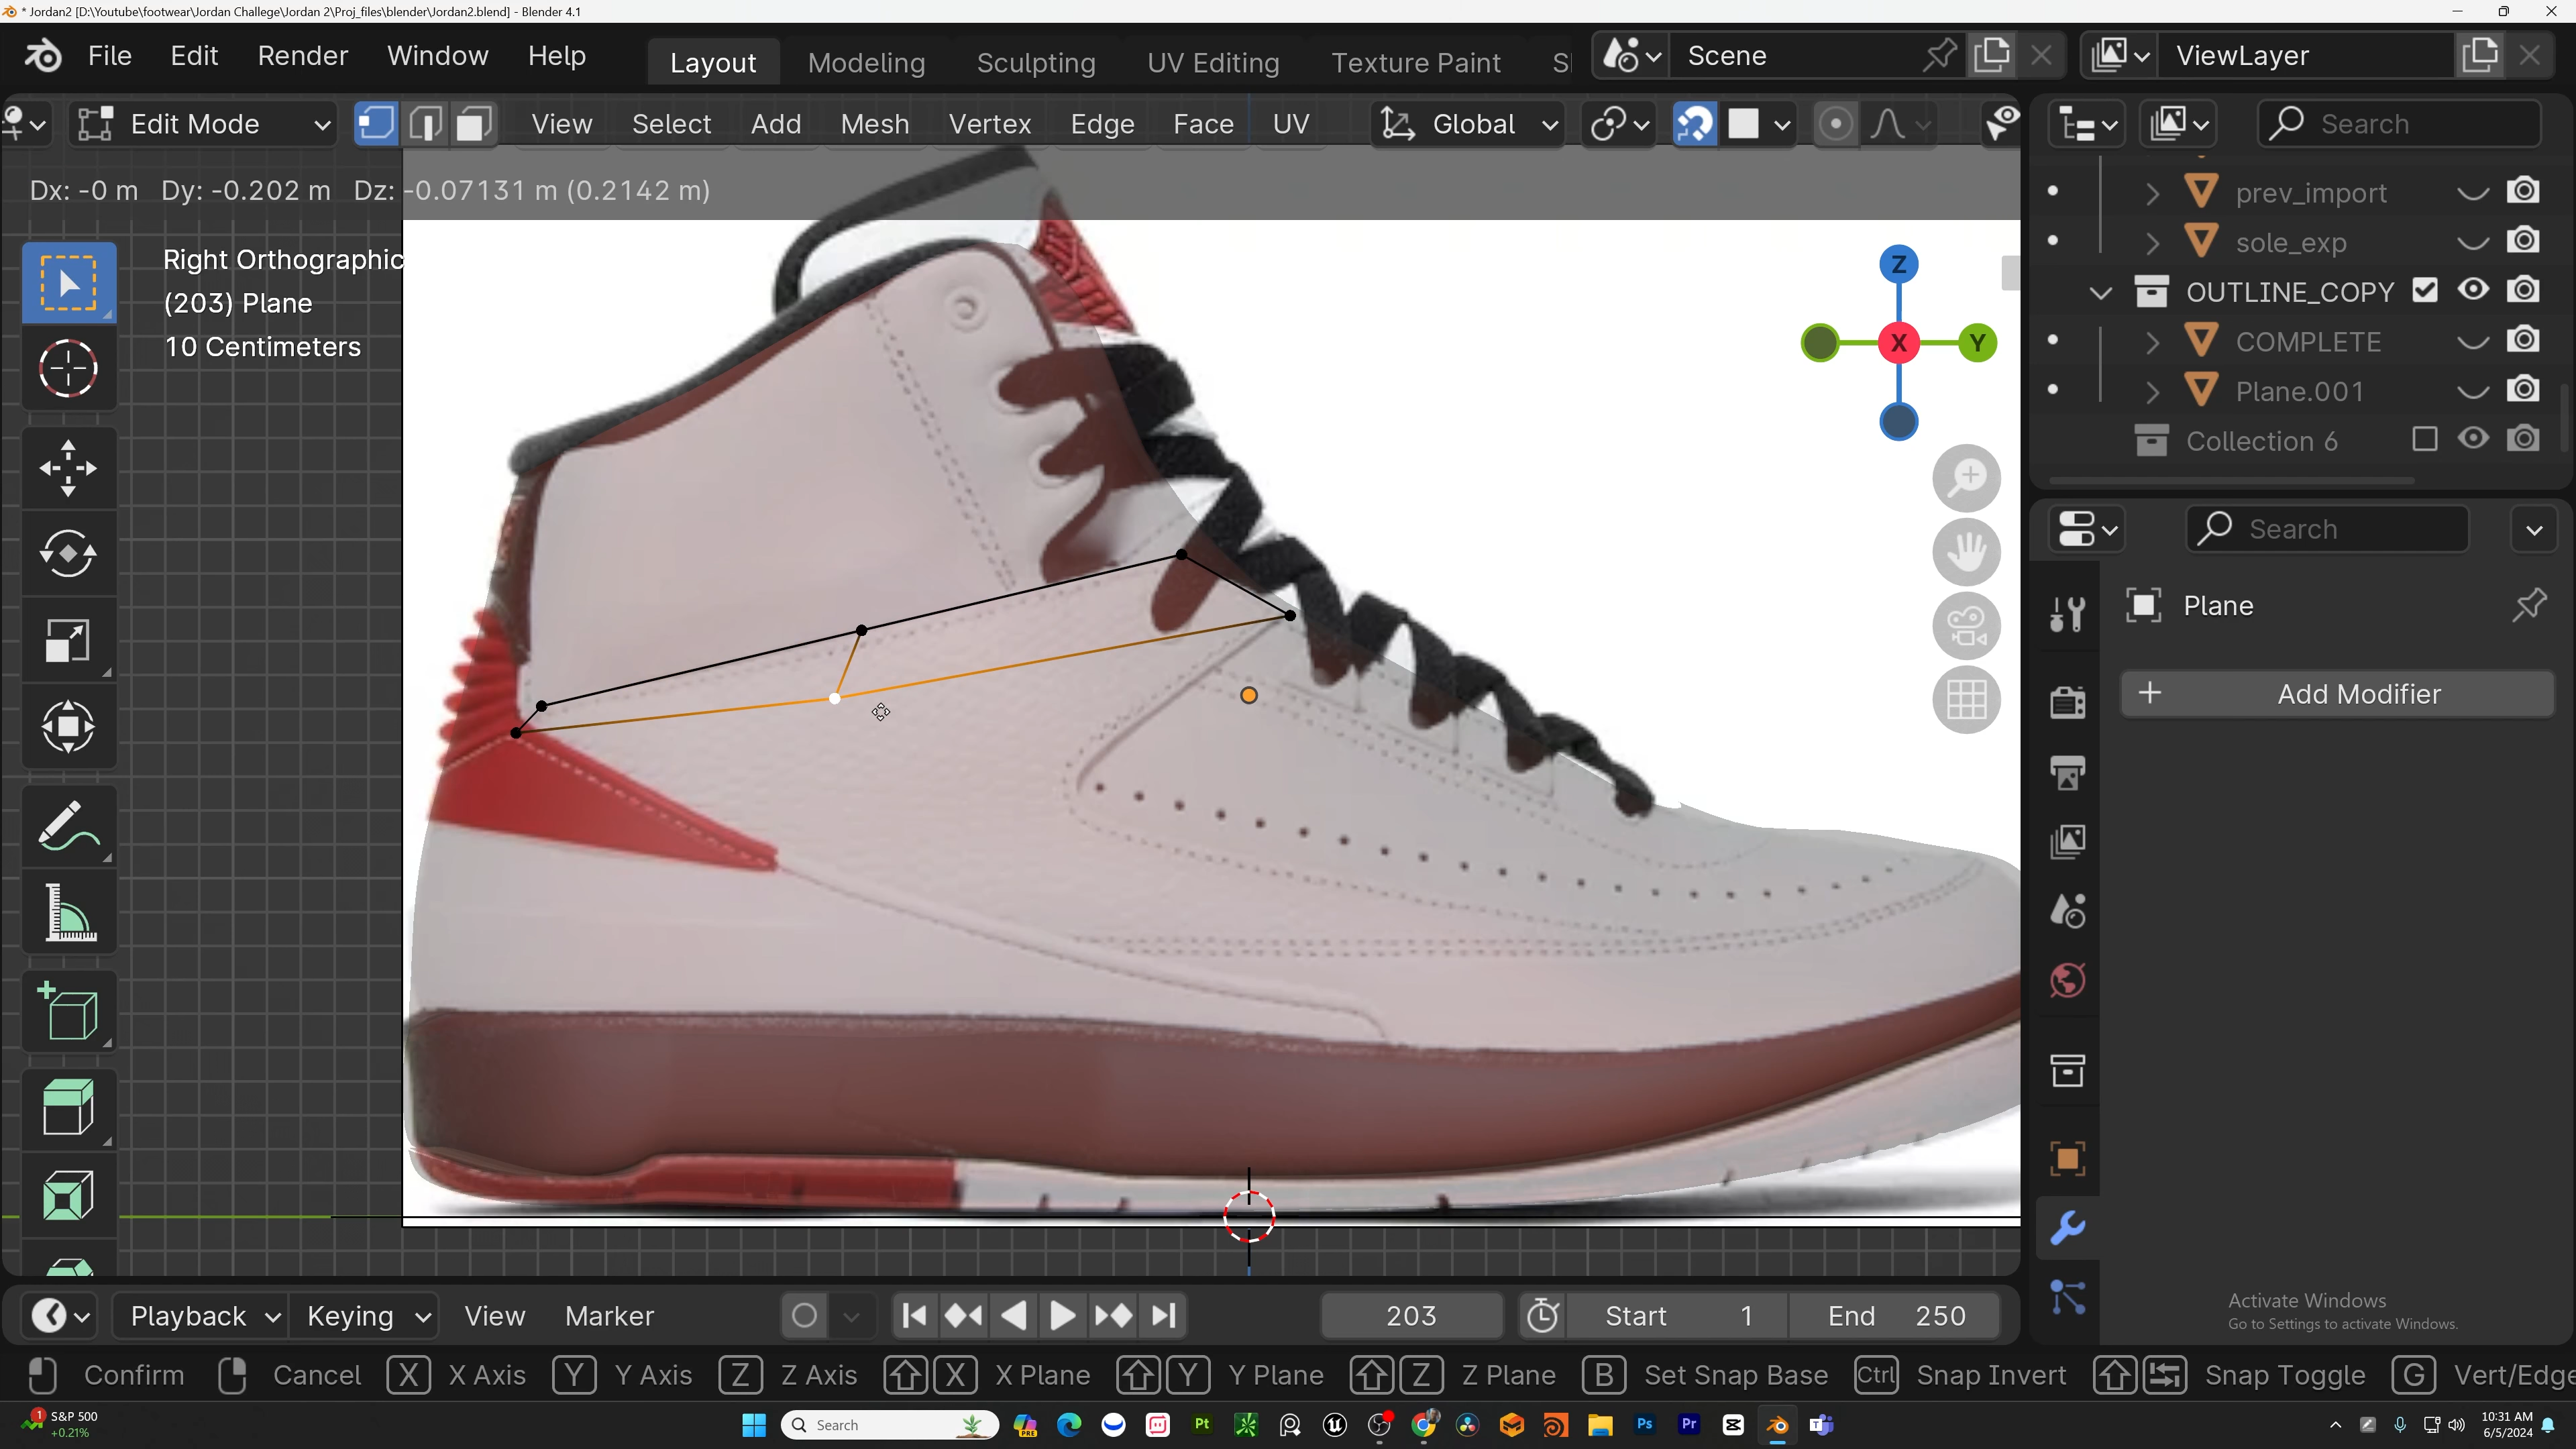 * Jordan2 [D:\Youtube\footwear\Jordan Challege\Jordan 2\Proj_files\blender\Jordan2.blend] - Blender 4.1
File Edit Render Window Help Layout Modeling Sculpting UV Editing Texture Paint Scene ViewLayer
Edit Mode View Select Add Mesh Vertex Edge Face UV Global Search
Dx: -0 m Dy: -0.202 m Dz: -0.07131 m (0.2142 m)
Right Orthographic
(203) Plane
10 Centimeters
Z
X
Y
prev_import
sole_exp
OUTLINE_COPY
COMPLETE
Plane.001
Collection 6
Search
Plane
Add Modifier
Activate Windows
Go to Settings to activate Windows.
Playback Keying View Marker 203 Start 1 End 250
Confirm Cancel X X Axis Y Y Axis Z Z Axis X X Plane Y Y Plane Z Z Plane B Set Snap Base Ctrl Snap Invert Snap Toggle G Vert/Edge
1 S&P 500
+0.21%
Search
PRE
Pt
Ps
Pr
10:31 AM
6/5/2024